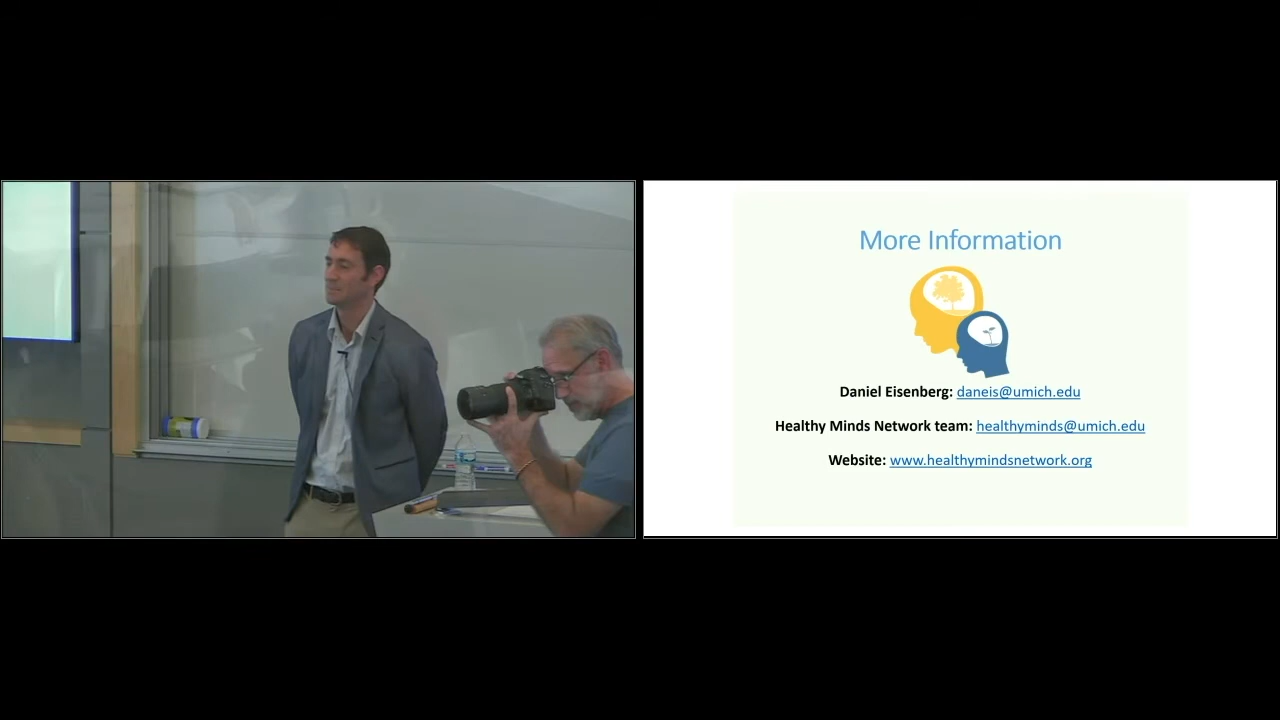 More Information
Daniel Eisenberg: daneis@umich.edu
Healthy Minds Network team: healthyminds@umich.edu
Website: www.healthymindsnetwork.org